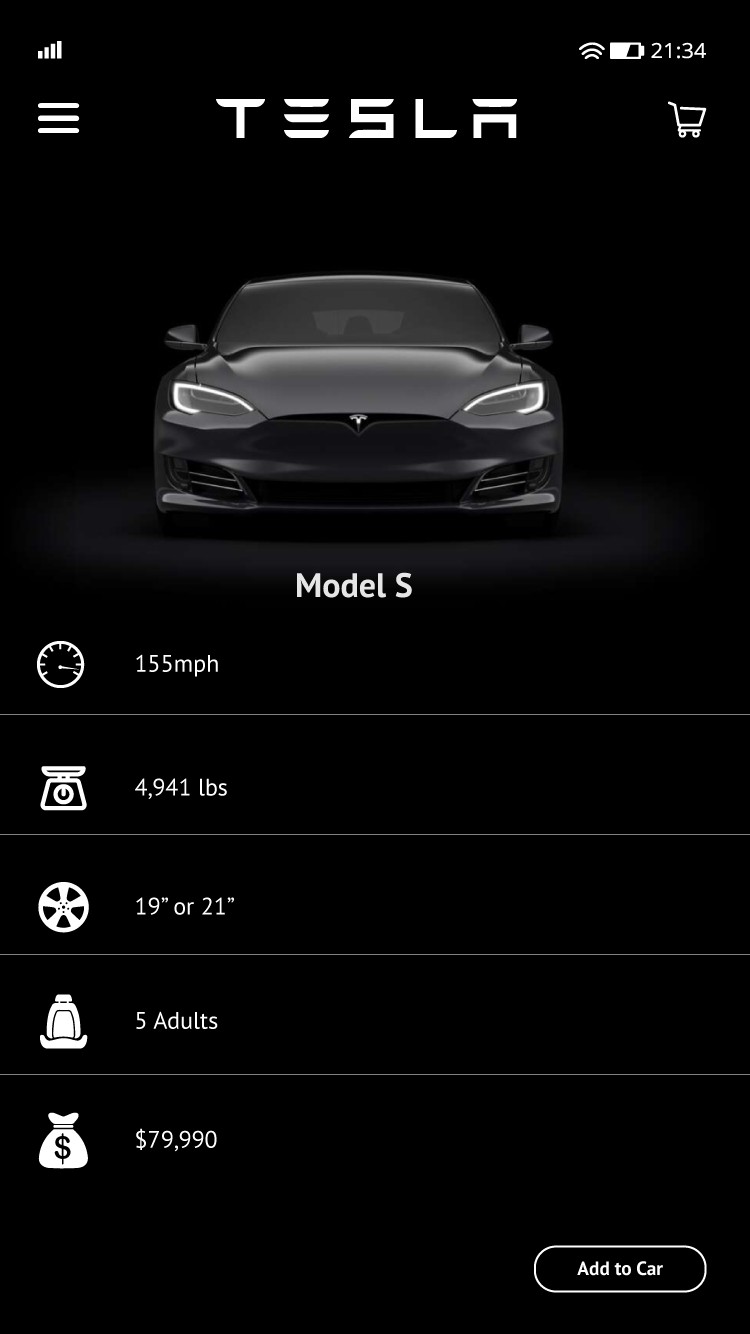 21:34
TESLA
Model S
155mph
4,941 lbs
19” or 21”
5 Adults
$
$79,990
Add to Car